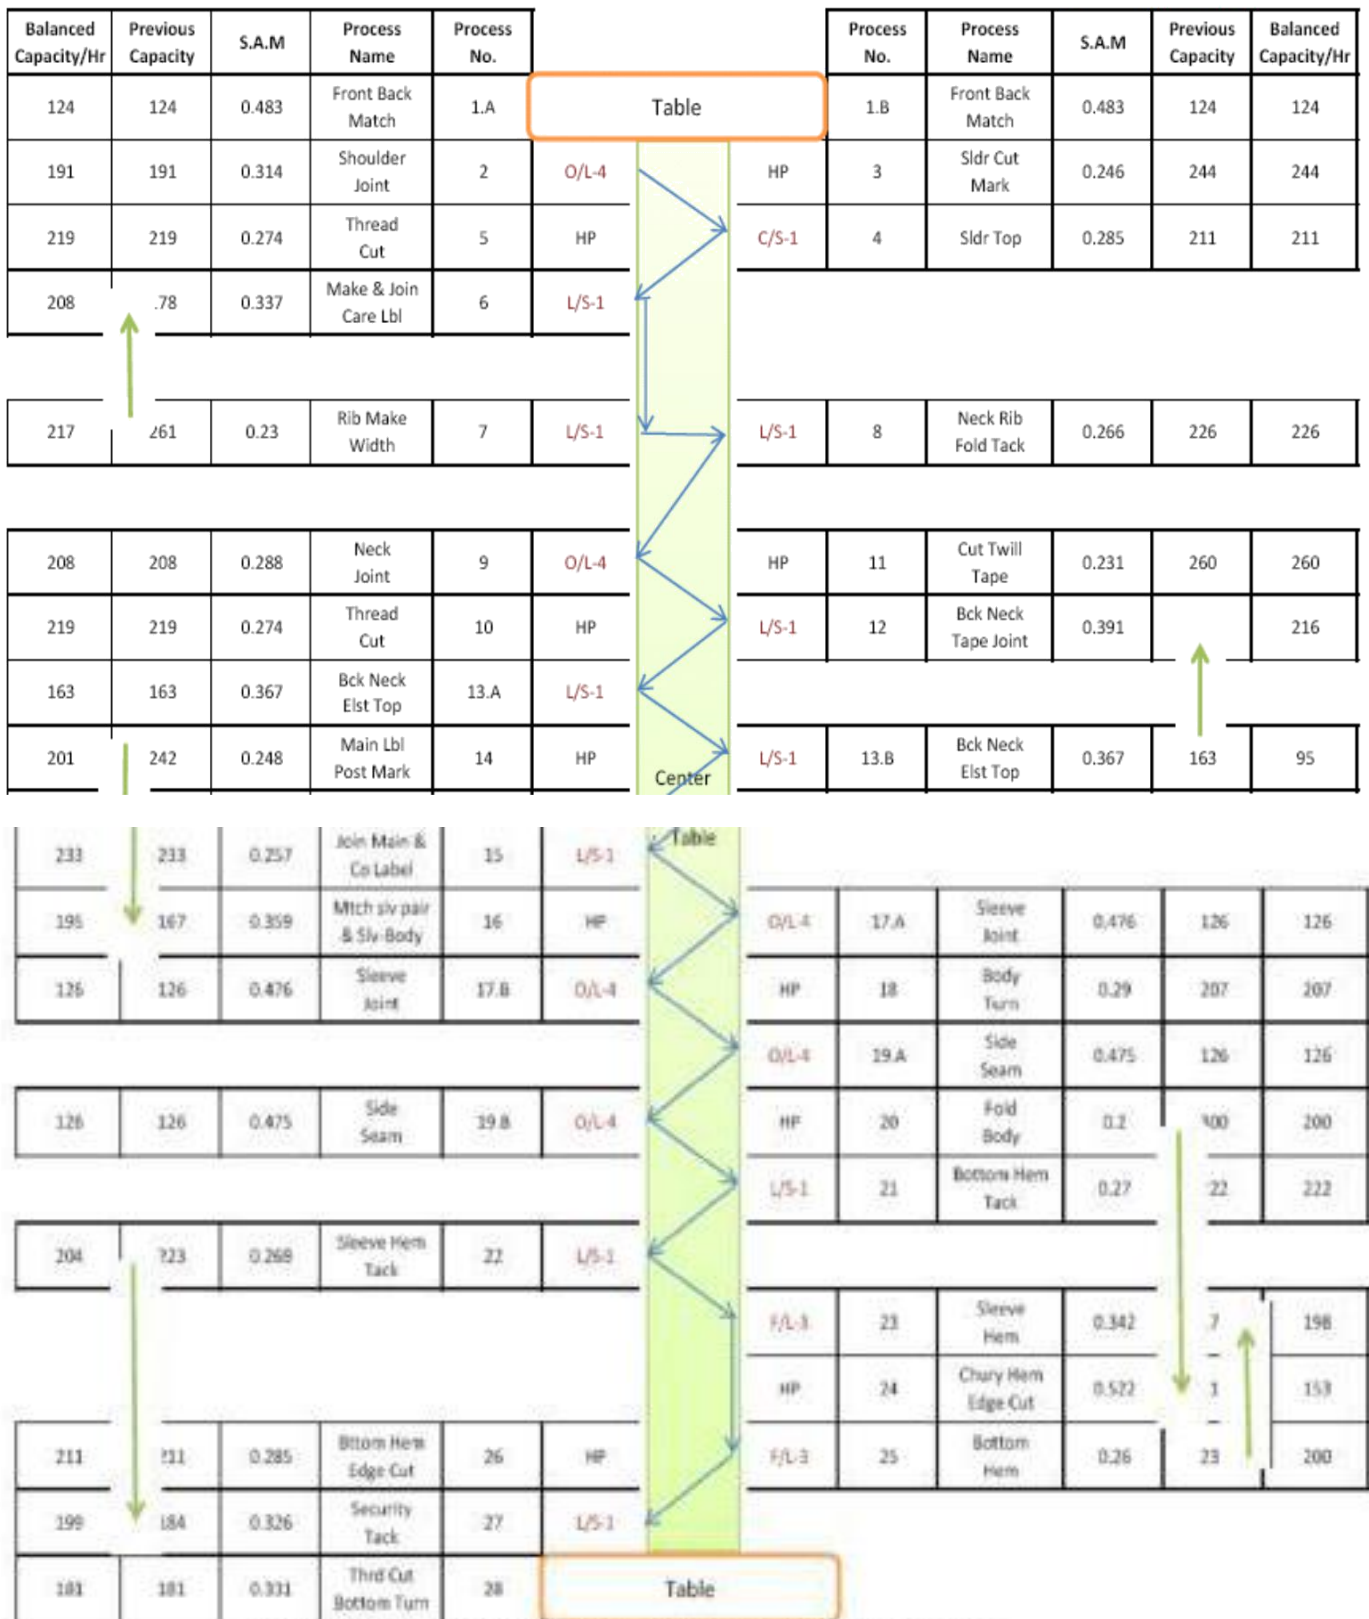 Balanced Capacity/Hr Previous Capacity S.A.M Process Name Process No. Process No. Process Name S.A.M Previous Capacity Balanced Capacity/Hr
124 124 0.483 Front Back Match 1.A Table 1.B Front Back Match 0.483 124 124
191 191 0.314 Shoulder Joint 2 O/L-4 HP 3 Sldr Cut Mark 0.246 244 244
219 219 0.274 Thread Cut 5 HP C/S-1 4 Sldr Top 0.285 211 211
208 .78 0.337 Make & Join Care Lbl 6 L/S-1
217 261 0.23 Rib Make Width 7 L/S-1 L/S-1 8 Neck Rib Fold Tack 0.266 226 226
208 208 0.288 Neck Joint 9 O/L-4 HP 11 Cut Twill Tape 0.231 260 260
219 219 0.274 Thread Cut 10 HP L/S-1 12 Bck Neck Tape Joint 0.391 216
163 163 0.367 Bck Neck Elst Top 13.A L/S-1
201 242 0.248 Main Lbl Post Mark 14 HP Center L/S-1 13.B Bck Neck Elst Top 0.367 163 95
233 233 0.257 Join Main & Co Label 15 L/S-1 Table
195 167 0.359 Mtch slv pair & Slv-Body 16 HP O/L-4 17.A Sleeve Joint 0.476 126 126
126 126 0.476 Sleeve Joint 17.B O/L-4 HP 18 Body Turn 0.29 207 207
O/L-4 19.A Side Seam 0.475 126 126
126 126 0.475 Side Seam 19.B O/L-4 HP 20 Fold Body 0.2 300 200
L/S-1 21 Bottom Hem Tack 0.27 22 222
204 223 0.269 Sleeve Hem Tack 22 L/S-1
F/L-3 23 Sleeve Hem 0.342 7 198
HP 24 Chury Hem Edge Cut 0.522 1 153
211 211 0.285 Bttom Hem Edge Cut 26 HP F/L-3 25 Bottom Hem 0.26 23 200
199 184 0.326 Security Tack 27 L/S-1
181 181 0.331 Thrd Cut Bottom Turn 28 Table